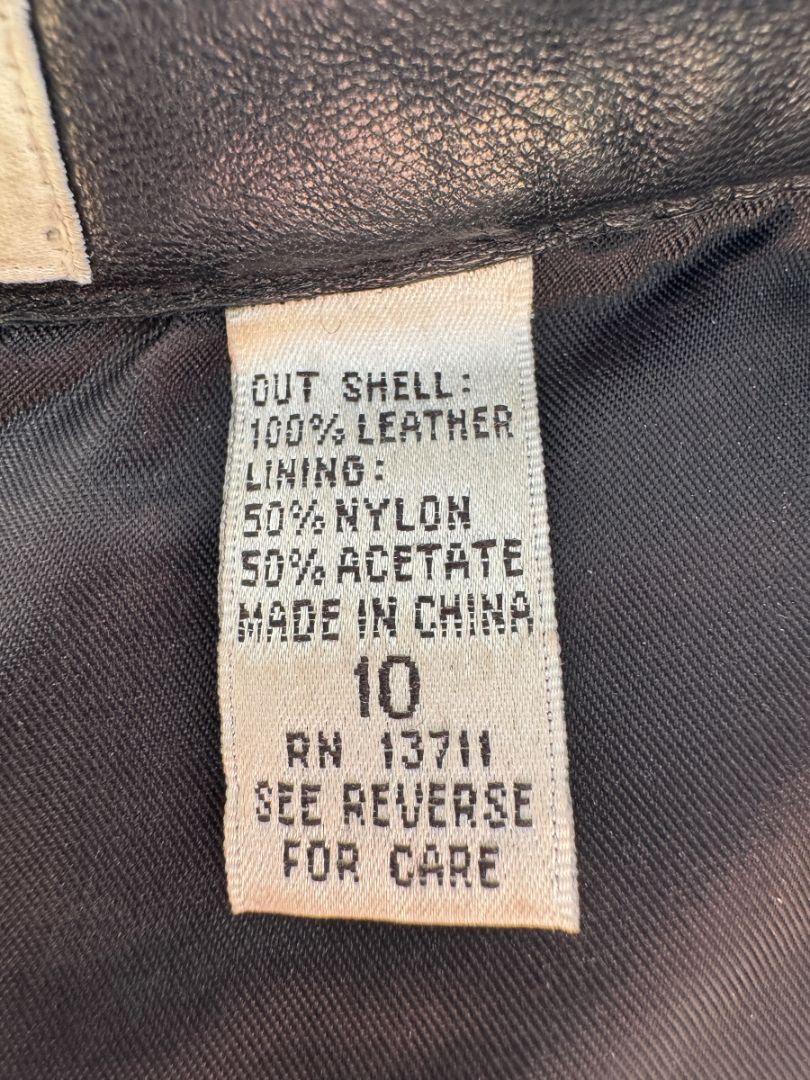 OUT SHELL:
100% LEATHER
LINING:
50% NYLON
50% ACETATE
MADE IN CHINA
10
RN 13711
SEE REVERSE
FOR CARE